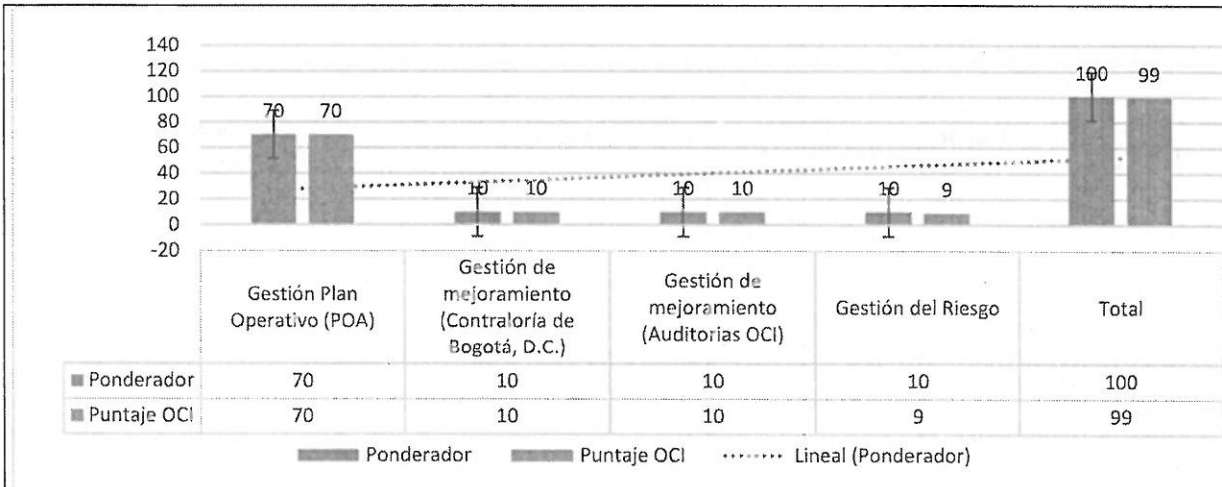 140
120
100
80
60
40
20
0
-20
70 70
10 10
10 10
10 9
100 99
Gestión Plan
Operativo (POA)
Gestión de
mejoramiento
(Contraloría de
Bogotá, D.C.)
Gestión de
mejoramiento
(Auditorias OCI)
Gestión del Riesgo
Total
Ponderador 70 10 10 10 100
Puntaje OCI 70 10 10 9 99
Ponderador Puntaje OCI Lineal (Ponderador)